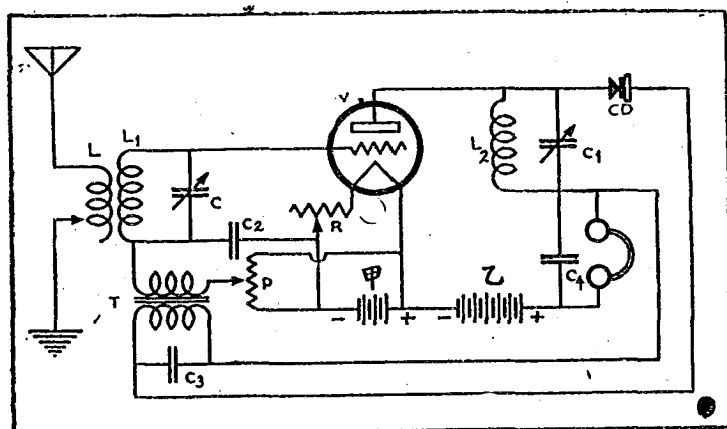 V
CD
L
L1
L2
C1
C
C2
R
P
甲
乙
C4
T
- +
- +
C3